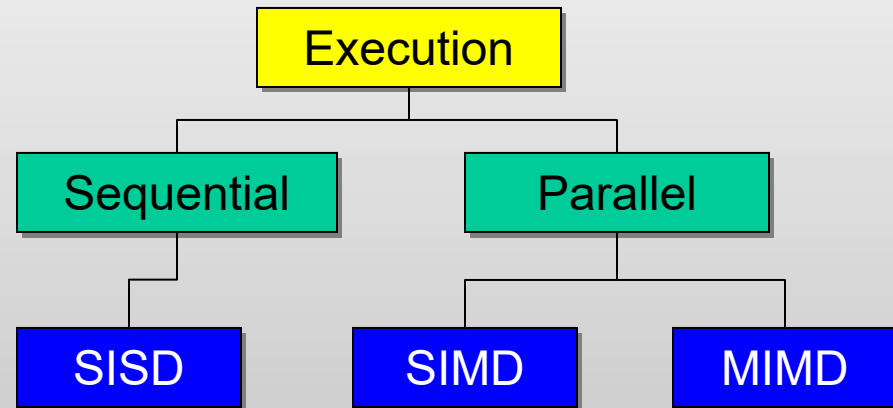 Execution
Sequential
Parallel
SISD
SIMD
MIMD